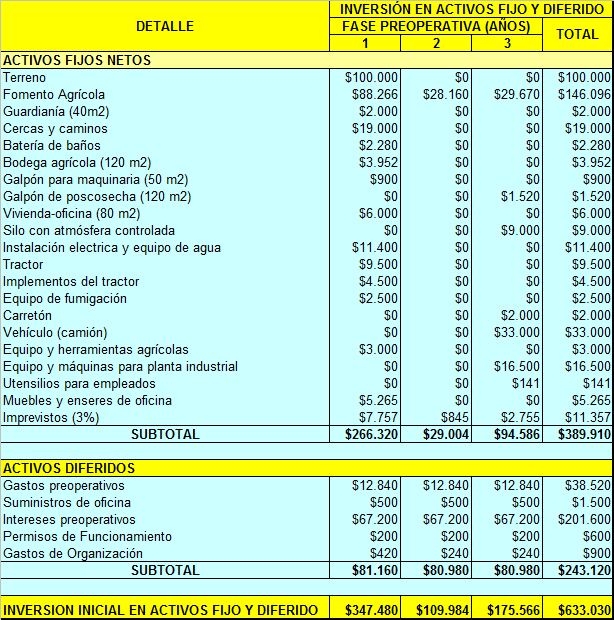 DETALLE INVERSIÓN EN ACTIVOS FIJO Y DIFERIDO
FASE PREOPERATIVA (AÑOS) TOTAL
1 2 3
ACTIVOS FIJOS NETOS
Terreno $100.000 $0 $0 $100.000
Fomento Agrícola $88.266 $28.160 $29.670 $146.096
Guardianía (40m2) $2.000 $0 $0 $2.000
Cercas y caminos $19.000 $0 $0 $19.000
Batería de baños $2.280 $0 $0 $2.280
Bodega agrícola (120 m2) $3.952 $0 $0 $3.952
Galpón para maquinaria (50 m2) $900 $0 $0 $900
Galpón de poscosecha (120 m2) $0 $0 $1.520 $1.520
Vivienda-oficina (80 m2) $6.000 $0 $0 $6.000
Silo con atmósfera controlada $0 $0 $9.000 $9.000
Instalación electrica y equipo de agua $11.400 $0 $0 $11.400
Tractor $9.500 $0 $0 $9.500
Implementos del tractor $4.500 $0 $0 $4.500
Equipo de fumigación $2.500 $0 $0 $2.500
Carretón $0 $0 $2.000 $2.000
Vehículo (camión) $0 $0 $33.000 $33.000
Equipo y herramientas agrícolas $3.000 $0 $0 $3.000
Equipo y máquinas para planta industrial $0 $0 $16.500 $16.500
Utensilios para empleados $0 $0 $141 $141
Muebles y enseres de oficina $5.265 $0 $0 $5.265
Imprevistos (3%) $7.757 $845 $2.755 $11.357
SUBTOTAL $266.320 $29.004 $94.586 $389.910
ACTIVOS DIFERIDOS
Gastos preoperativos $12.840 $12.840 $12.840 $38.520
Suministros de oficina $500 $500 $500 $1.500
Intereses preoperativos $67.200 $67.200 $67.200 $201.600
Permisos de Funcionamiento $200 $200 $200 $600
Gastos de Organización $420 $240 $240 $900
SUBTOTAL $81.160 $80.980 $80.980 $243.120
INVERSION INICIAL EN ACTIVOS FIJO Y DIFERIDO $347.480 $109.984 $175.566 $633.030